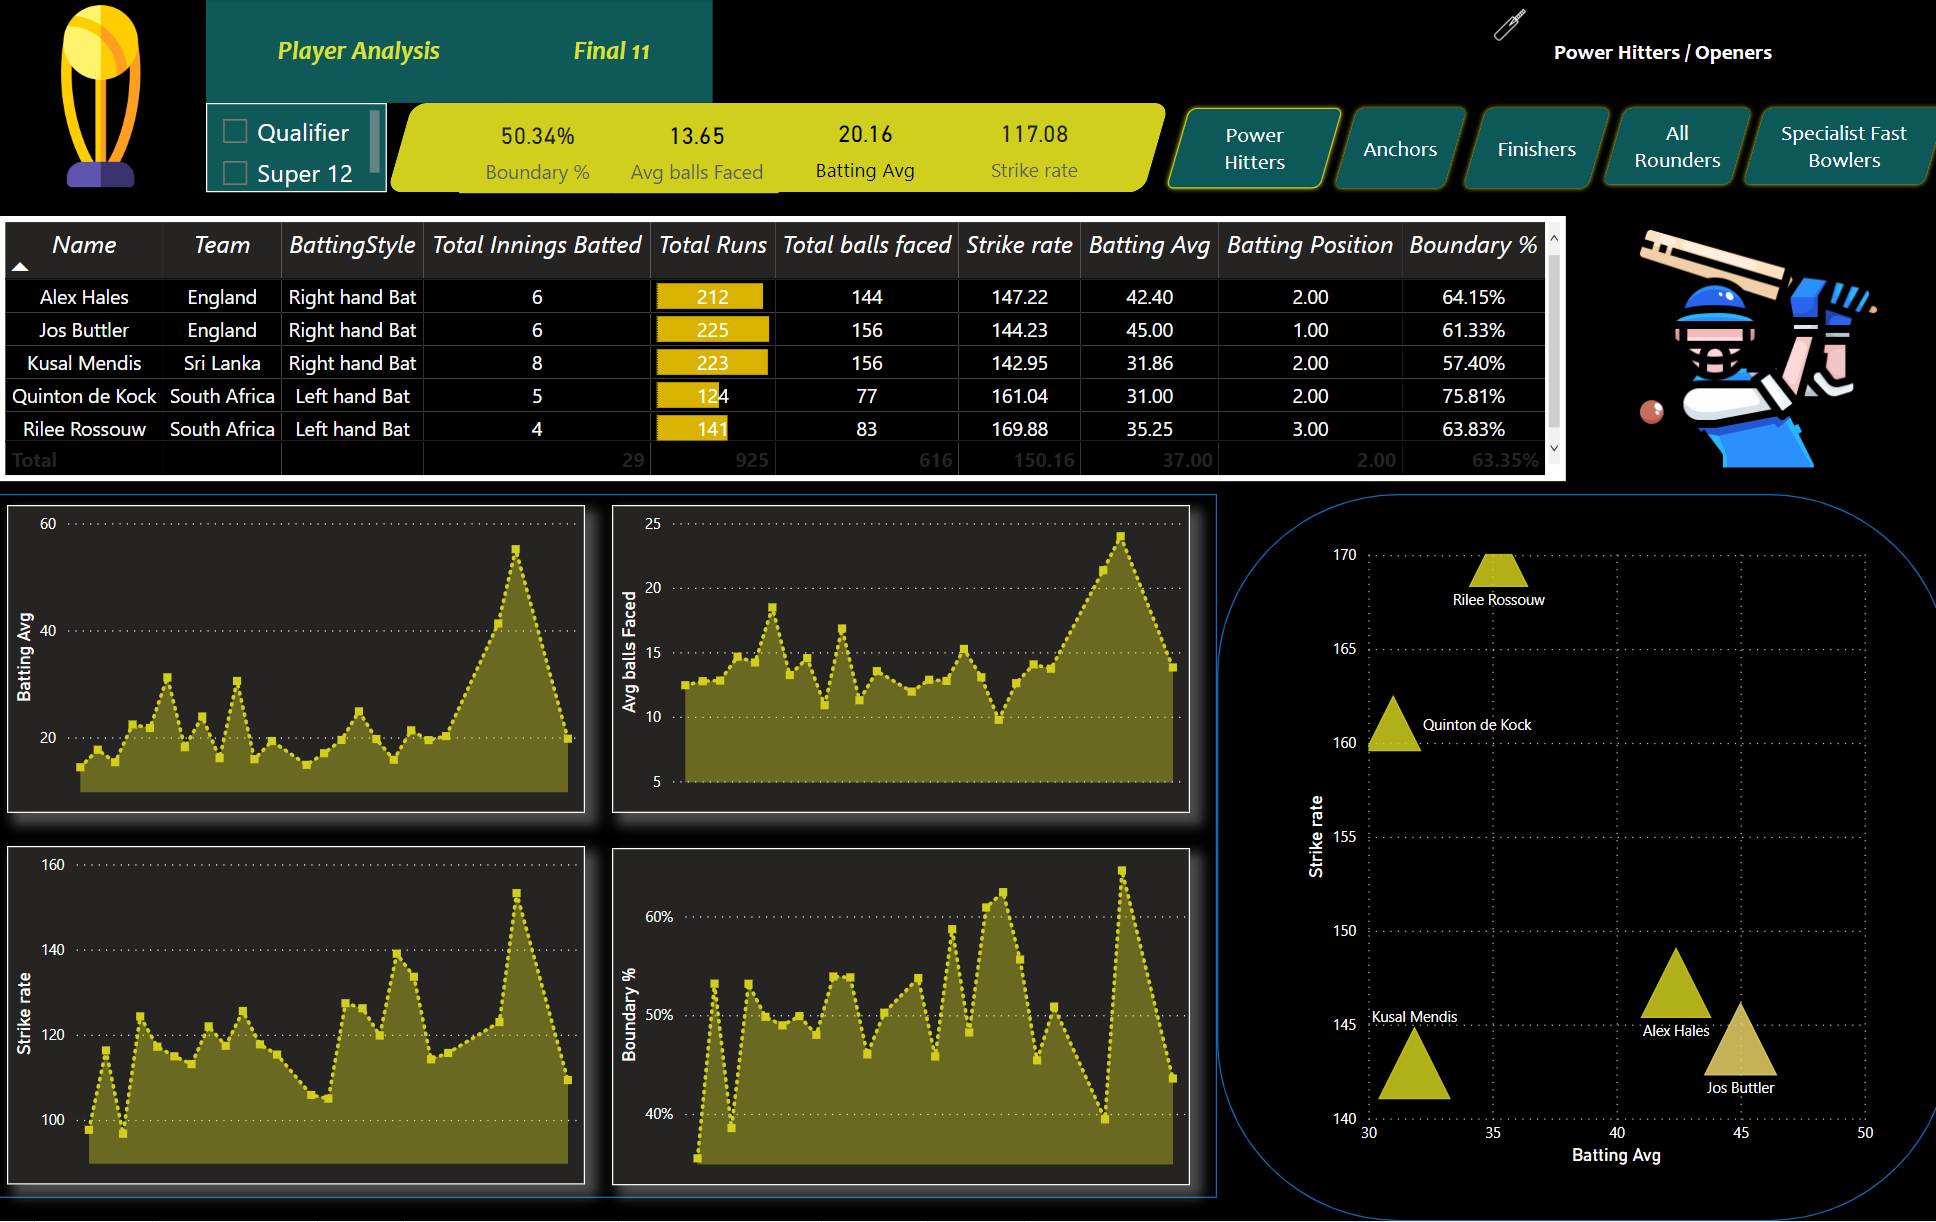 Player Analysis
Final 11
Power Hitters / Openers
Qualifier
Super 12
50.34%
Boundary %
13.65
Avg balls Faced
20.16
Batting Avg
117.08
Strike rate
Power
Hitters
Anchors
Finishers
All
Rounders
Specialist Fast
Bowlers
Name Team BattingStyle Total Innings Batted Total Runs Total balls faced Strike rate Batting Avg Batting Position Boundary %
Alex Hales England Right hand Bat 6 212 144 147.22 42.40 2.00 64.15%
Jos Buttler England Right hand Bat 6 225 156 144.23 45.00 1.00 61.33%
Kusal Mendis Sri Lanka Right hand Bat 8 223 156 142.95 31.86 2.00 57.40%
Quinton de Kock South Africa Left hand Bat 5 124 77 161.04 31.00 2.00 75.81%
Rilee Rossouw South Africa Left hand Bat 4 141 83 169.88 35.25 3.00 63.83%
Total 29 925 616 150.16 37.00 2.00 63.35%
Batting Avg
60
40
20
Avg balls Faced
25
20
15
10
5
Strike rate
160
140
120
100
Boundary %
60%
50%
40%
Strike rate
170
165
160
155
150
145
140
Rilee Rossouw
Quinton de Kock
Kusal Mendis
Alex Hales
Jos Buttler
30 35 40 45 50
Batting Avg